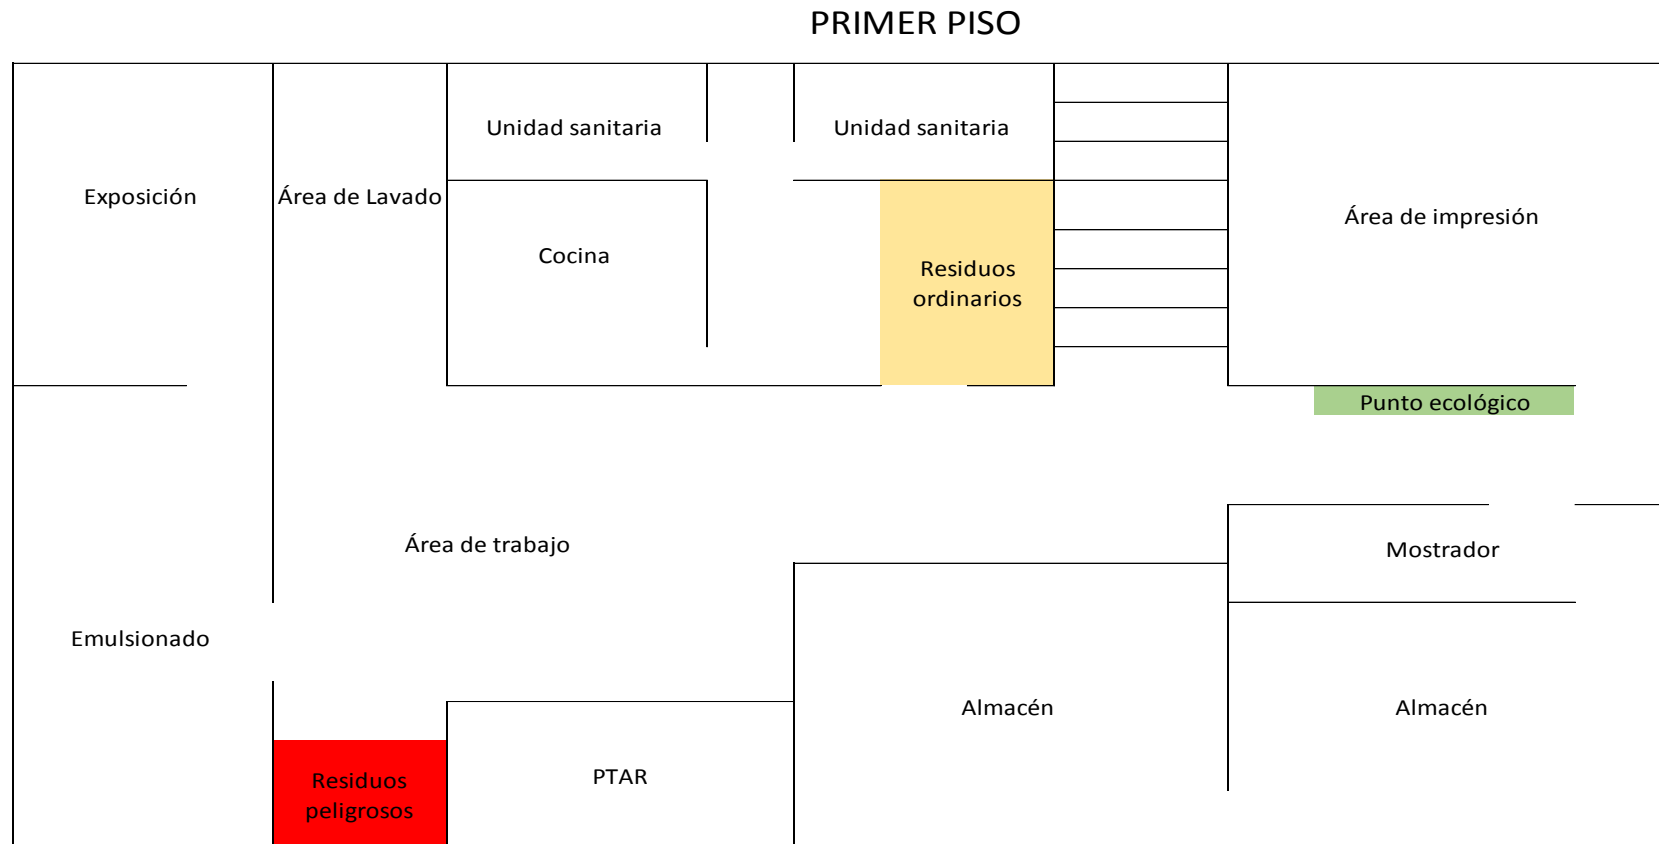 PRIMER PISO
Unidad sanitaria
Unidad sanitaria
Exposición
Área de Lavado
Área de impresión
Cocina
Residuos
ordinarios
Punto ecológico
Área de trabajo
Mostrador
Emulsionado
Almacén
Almacén
Residuos
peligrosos
PTAR